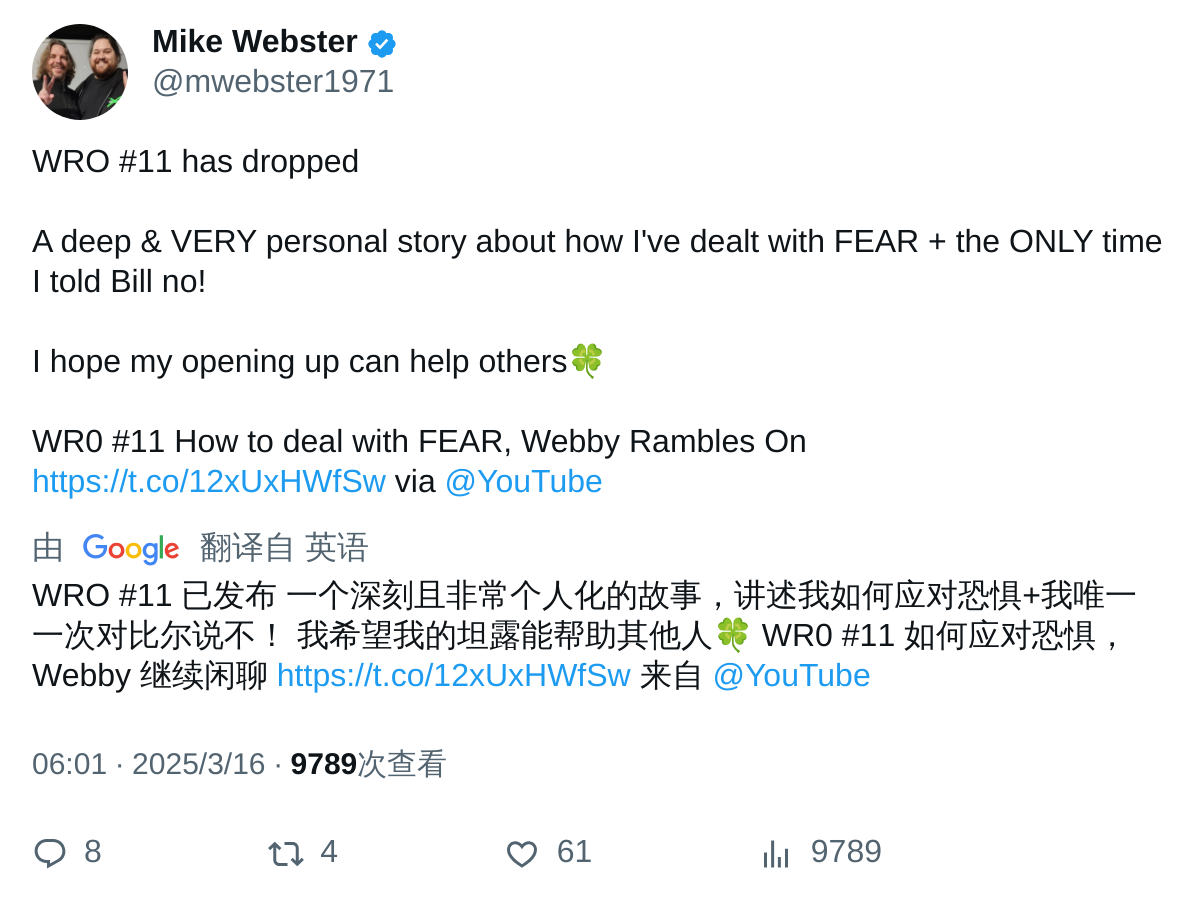 Mike Webster
@mwebster1971
WRO #11 has dropped
A deep & VERY personal story about how I've dealt with FEAR + the ONLY time
I told Bill no!
I hope my opening up can help others🍀
WR0 #11 How to deal with FEAR, Webby Rambles On
https://t.co/12xUxHWfSw via @YouTube
由 Google 翻译自 英语
WRO #11 已发布 一个深刻且非常个人化的故事，讲述我如何应对恐惧+我唯一
一次对比尔说不！ 我希望我的坦露能帮助其他人🍀 WR0 #11 如何应对恐惧，
Webby 继续闲聊 https://t.co/12xUxHWfSw 来自 @YouTube
06:01 · 2025/3/16 · 9789次查看
8 4 61 9789